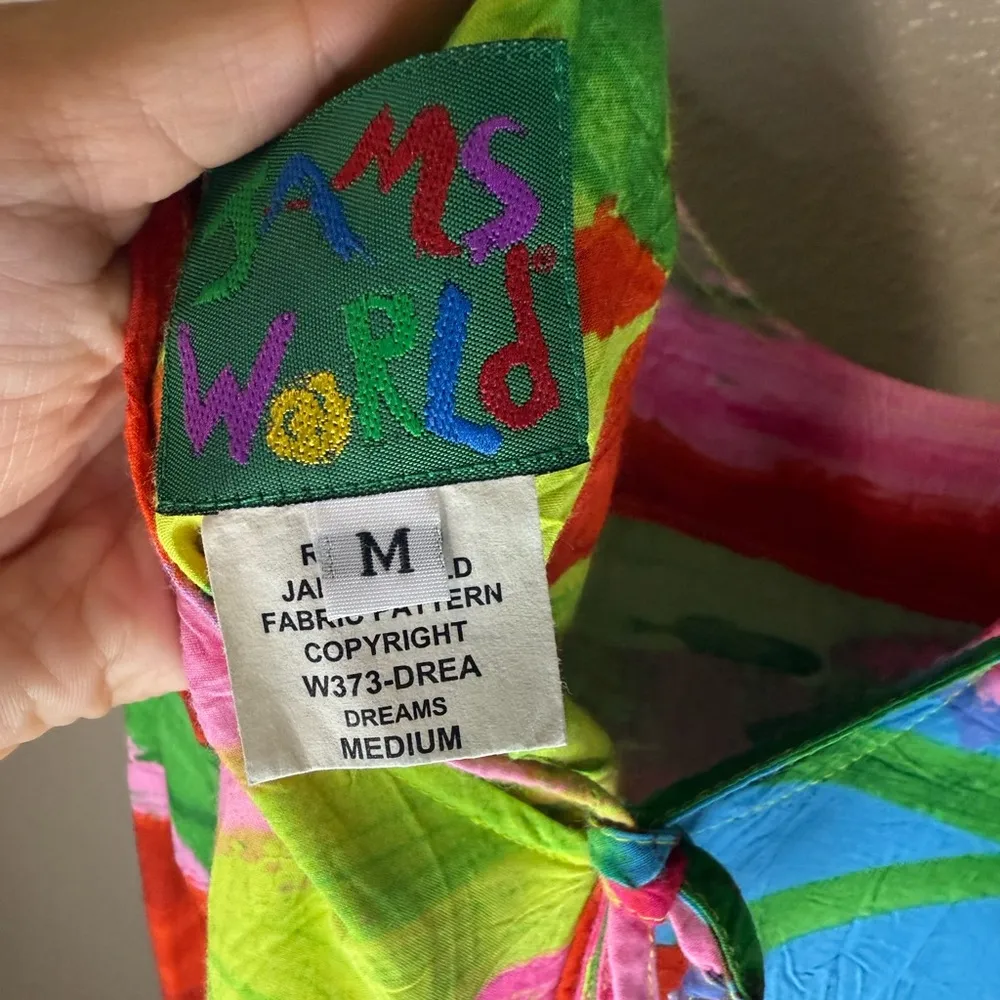 JAMS
WORLD®
M
FABRIC PATTERN
COPYRIGHT
W373-DREA
DREAMS
MEDIUM